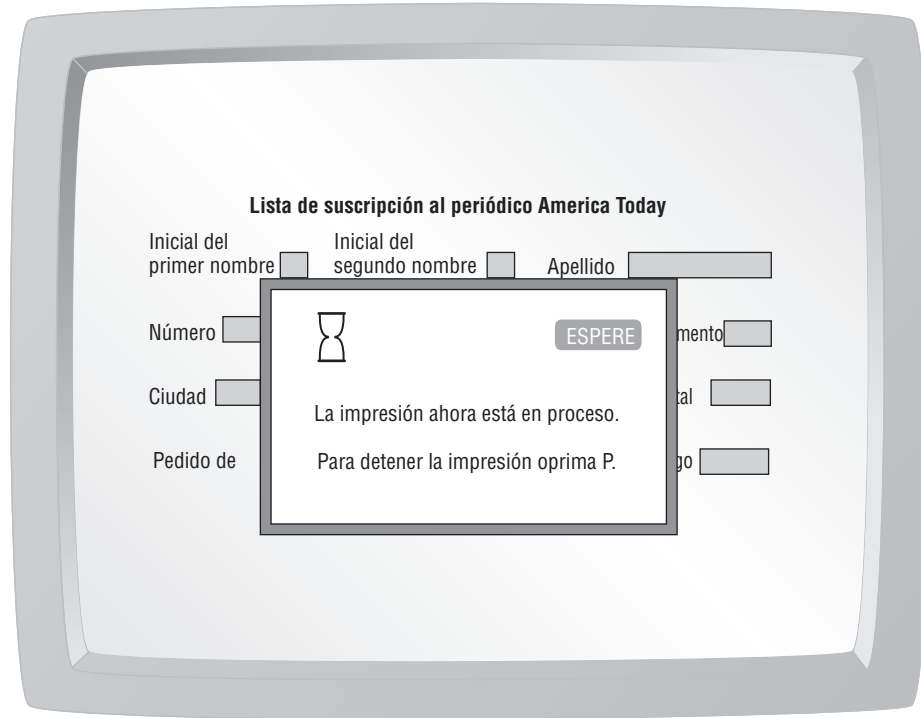 Lista de suscripción al periódico America Today
Inicial del
primer nombre
Inicial del
segundo nombre
Apellido
Número
ESPERE
mento
Ciudad
tal
La impresión ahora está en proceso.
Pedido de
Para detener la impresión oprima P.
go